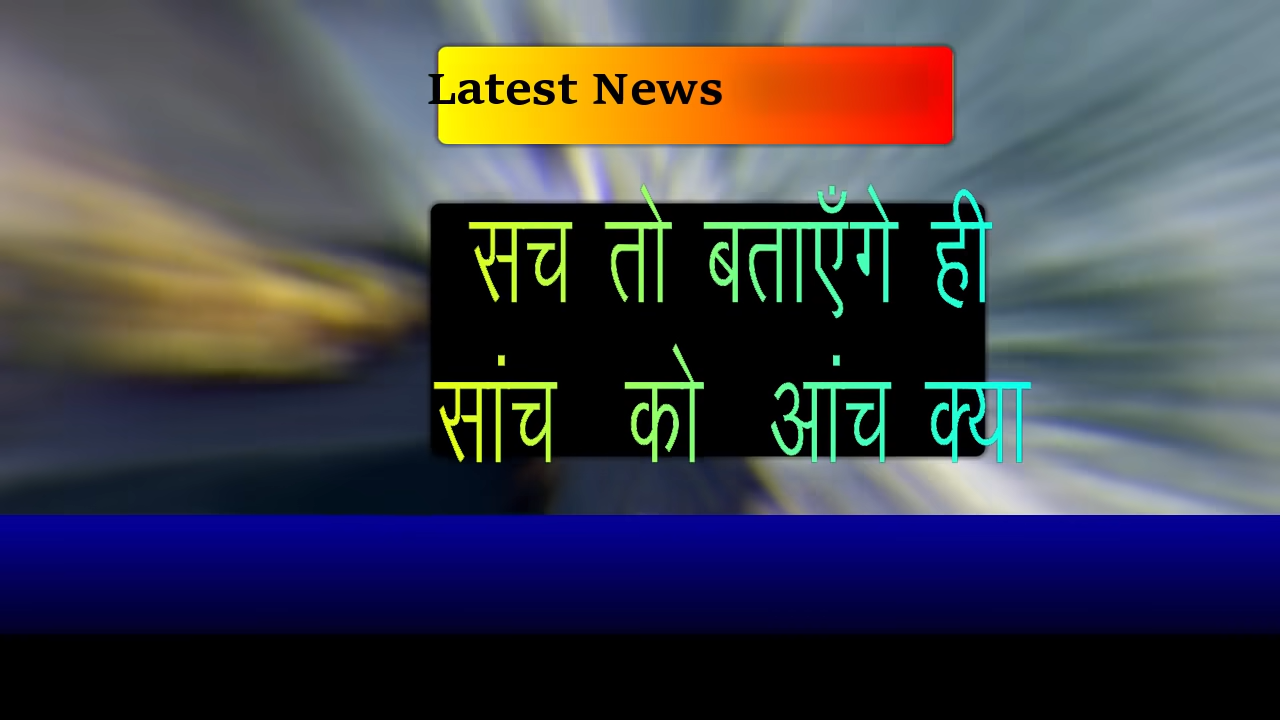 Latest News
सच तो बताएँगे ही
सांच को आंच क्या